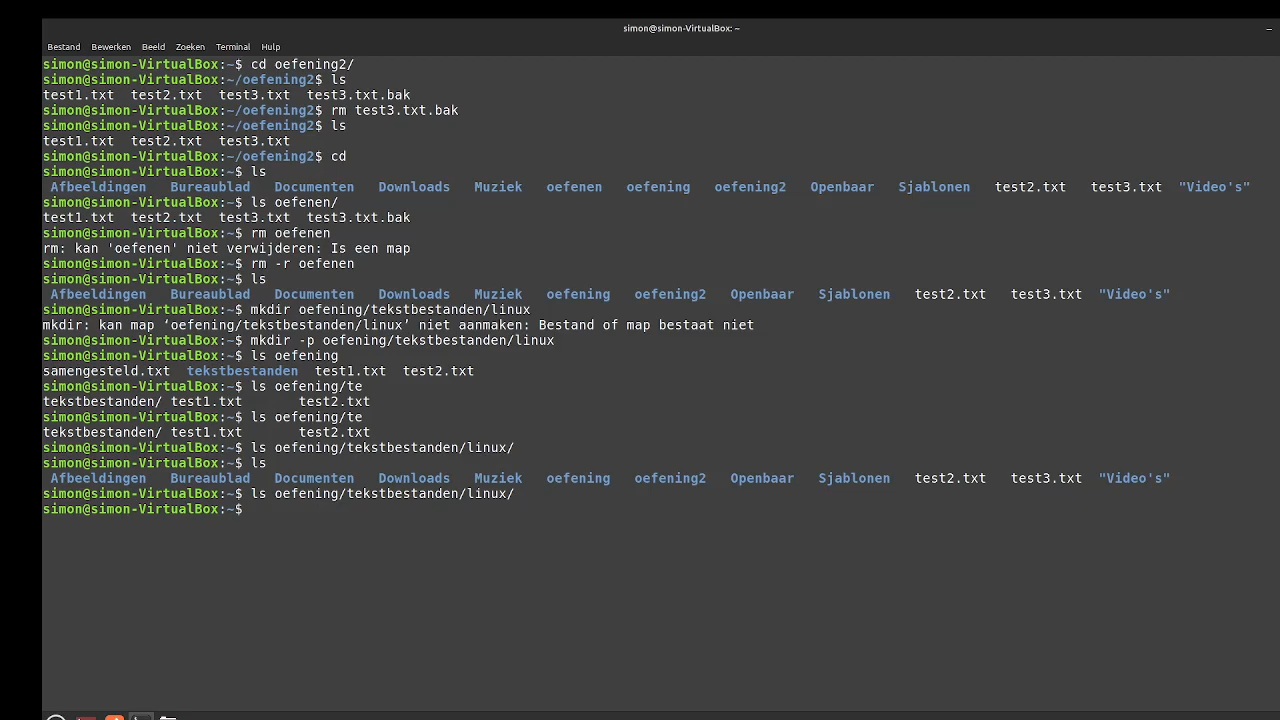 simon@simon-VirtualBox: ~
Bestand Bewerken Beeld Zoeken Terminal Hulp
simon@simon-VirtualBox:~$ cd oefening2/
simon@simon-VirtualBox:~/oefening2$ ls
test1.txt  test2.txt  test3.txt  test3.txt.bak
simon@simon-VirtualBox:~/oefening2$ rm test3.txt.bak
simon@simon-VirtualBox:~/oefening2$ ls
test1.txt  test2.txt  test3.txt
simon@simon-VirtualBox:~/oefening2$ cd
simon@simon-VirtualBox:~$ ls
Afbeeldingen   Bureaublad   Documenten   Downloads   Muziek   oefenen   oefening   oefening2   Openbaar   Sjablonen   test2.txt   test3.txt  "Video's"
simon@simon-VirtualBox:~$ ls oefenen/
test1.txt  test2.txt  test3.txt  test3.txt.bak
simon@simon-VirtualBox:~$ rm oefenen
rm: kan 'oefenen' niet verwijderen: Is een map
simon@simon-VirtualBox:~$ rm -r oefenen
simon@simon-VirtualBox:~$ ls
Afbeeldingen   Bureaublad   Documenten   Downloads   Muziek   oefening   oefening2   Openbaar   Sjablonen   test2.txt   test3.txt  "Video's"
simon@simon-VirtualBox:~$ mkdir oefening/tekstbestanden/linux
mkdir: kan map ‘oefening/tekstbestanden/linux’ niet aanmaken: Bestand of map bestaat niet
simon@simon-VirtualBox:~$ mkdir -p oefening/tekstbestanden/linux
simon@simon-VirtualBox:~$ ls oefening
samengesteld.txt  tekstbestanden  test1.txt  test2.txt
simon@simon-VirtualBox:~$ ls oefening/te
tekstbestanden/ test1.txt       test2.txt
simon@simon-VirtualBox:~$ ls oefening/te
tekstbestanden/ test1.txt       test2.txt
simon@simon-VirtualBox:~$ ls oefening/tekstbestanden/linux/
simon@simon-VirtualBox:~$ ls
Afbeeldingen   Bureaublad   Documenten   Downloads   Muziek   oefening   oefening2   Openbaar   Sjablonen   test2.txt   test3.txt  "Video's"
simon@simon-VirtualBox:~$ ls oefening/tekstbestanden/linux/
simon@simon-VirtualBox:~$